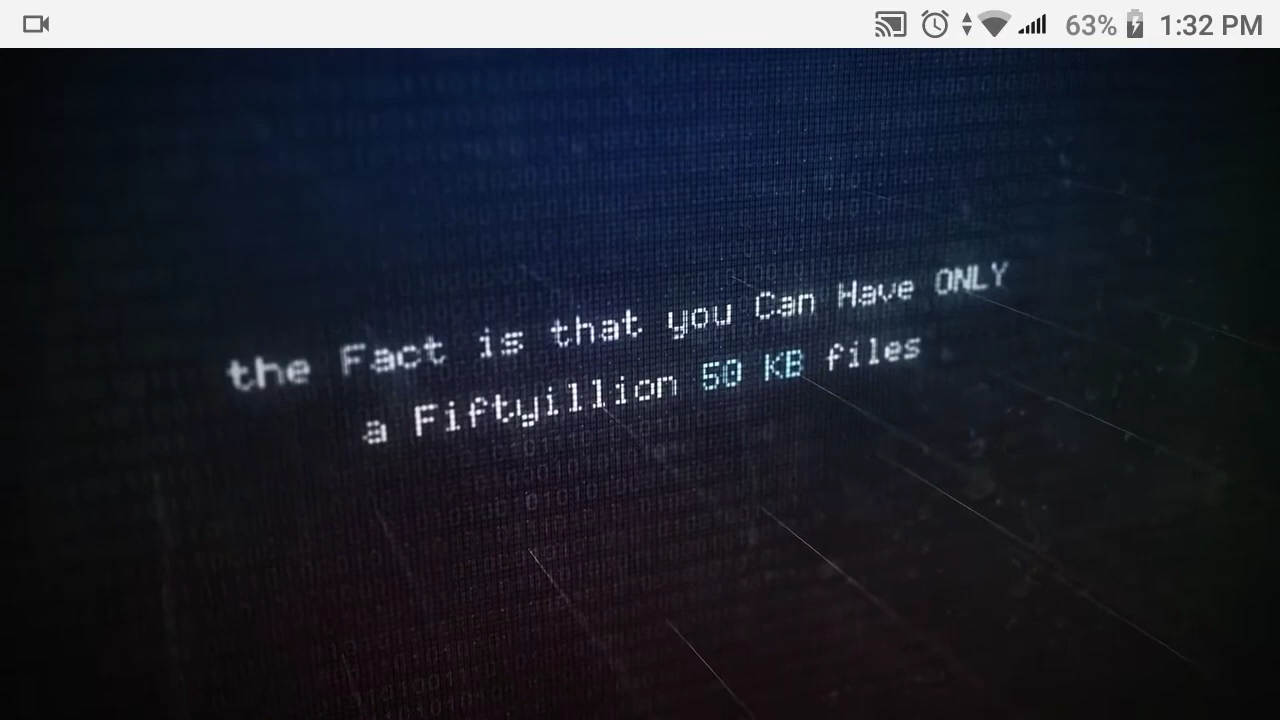 63% 1:32 PM
the Fact is that you Can Have ONLY
a Fiftyillion 50 KB files